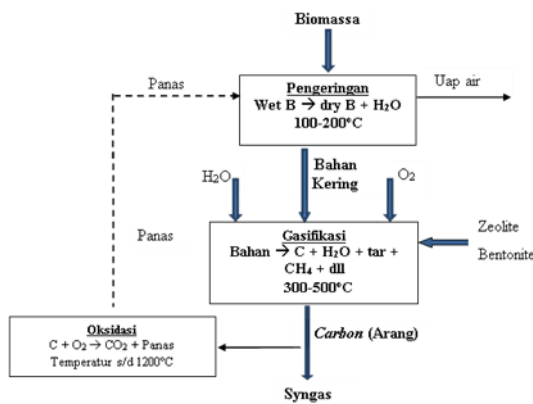 Biomassa
Panas
Pengeringan
Wet B → dry B + H₂O
100-200°C
Uap air
H₂O
Bahan
Kering
O₂
Panas
Gasifikasi
Bahan → C + H₂O + tar +
CH₄ + dll
300-500°C
Zeolite
Bentonite
Oksidasi
C + O₂ → CO₂ + Panas
Temperatur s/d 1200°C
Carbon (Arang)
Syngas